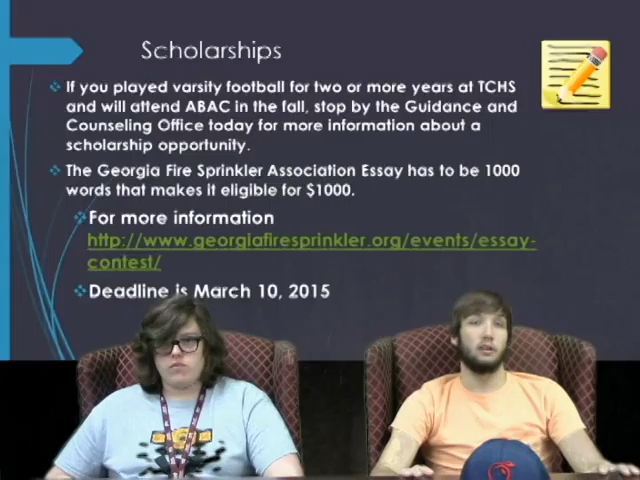 Scholarships
If you played varsity football for two or more years at TCHS
and will attend ABAC in the fall, stop by the Guidance and
Counseling Office today for more information about a
scholarship opportunity.
The Georgia Fire Sprinkler Association Essay has to be 1000
words that makes it eligible for $1000.
For more information
http://www.georgiafiresprinkler.org/events/essay-
contest/
Deadline is March 10, 2015